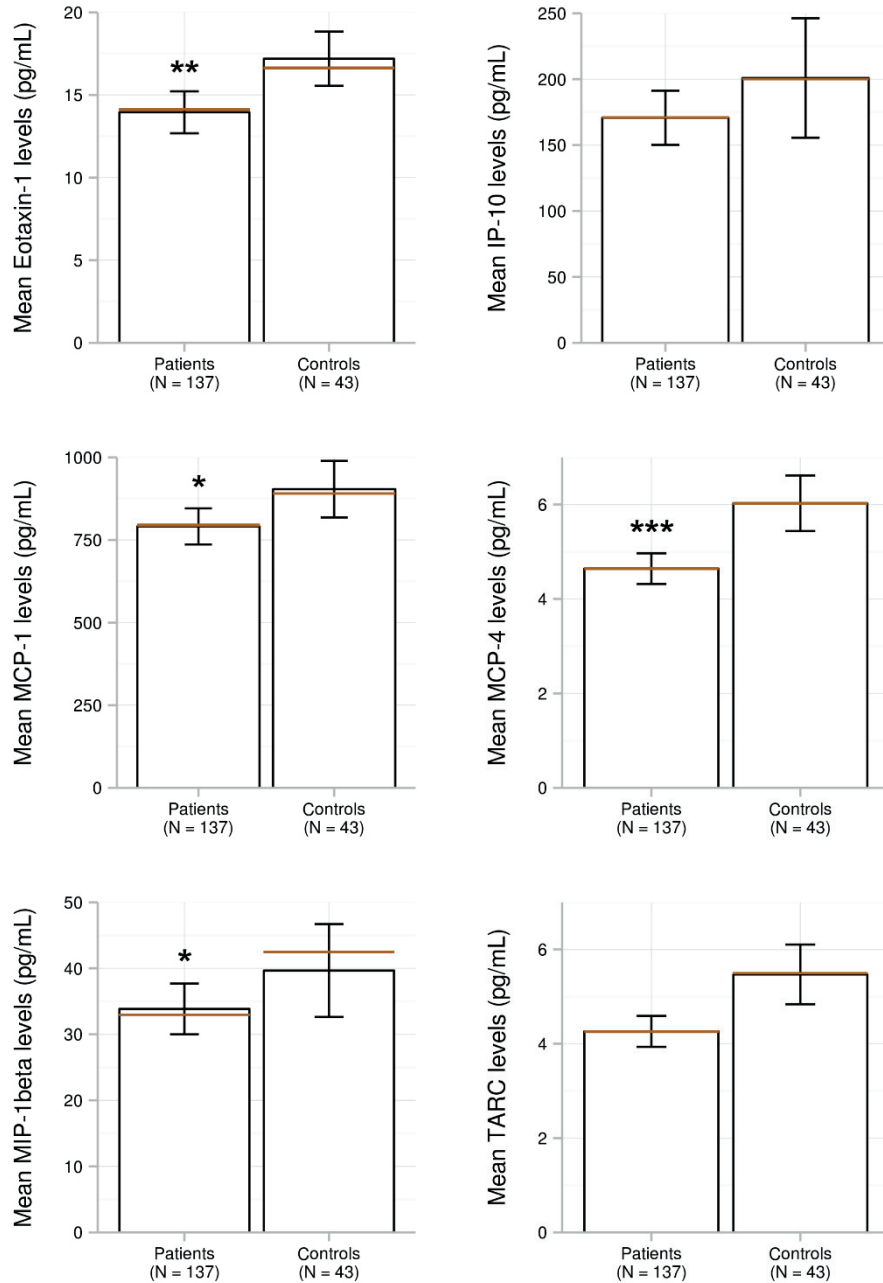 Mean Eotaxin-1 levels (pg/mL)
20
15
10
5
0
**
Patients
(N = 137)
Controls
(N = 43)
Mean IP-10 levels (pg/mL)
250
200
150
100
50
0
Patients
(N = 137)
Controls
(N = 43)
Mean MCP-1 levels (pg/mL)
1000
750
500
250
0
*
Patients
(N = 137)
Controls
(N = 43)
Mean MCP-4 levels (pg/mL)
6
4
2
0
***
Patients
(N = 137)
Controls
(N = 43)
Mean MIP-1beta levels (pg/mL)
50
40
30
20
10
0
*
Patients
(N = 137)
Controls
(N = 43)
Mean TARC levels (pg/mL)
6
4
2
0
Patients
(N = 137)
Controls
(N = 43)